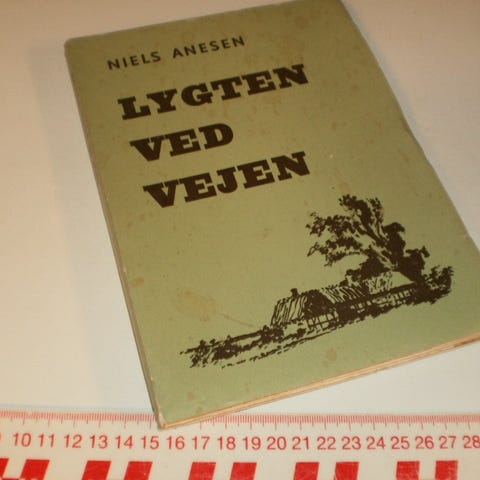 NIELS ANESEN
LYGTEN
VED
VEJEN
10 11 12 13 14 15 16 17 18 19 20 21 22 23 24 25 26 27 28